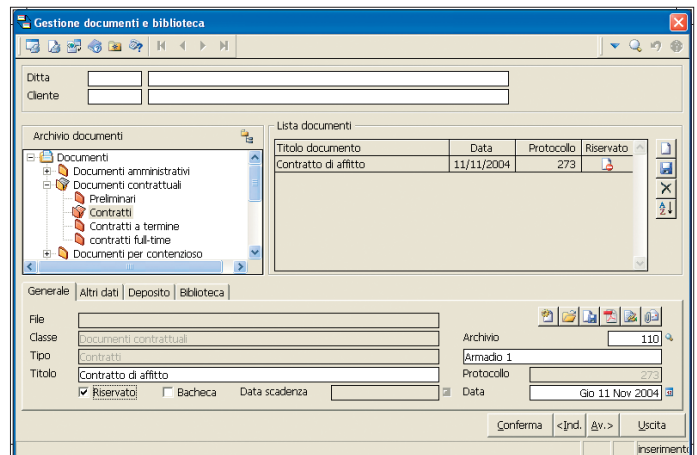 Gestione documenti e biblioteca
Ditta
Cliente
Archivio documenti
Documenti
Documenti amministrativi
Documenti contrattuali
Preliminari
Contratti
Contratti a termine
contratti full-time
Documenti per contenzioso
Lista documenti
Titolo documento Data Protocollo Riservato
Contratto di affitto 11/11/2004 273
Generale Altri dati Deposito Biblioteca
File
Classe Documenti contrattuali Archivio 110
Tipo Contratti Armadio 1
Titolo Contratto di affitto Protocollo 273
Riservato Bacheca Data scadenza Data Gio 11 Nov 2004
Conferma <Ind. Av.> Uscita
inserimento